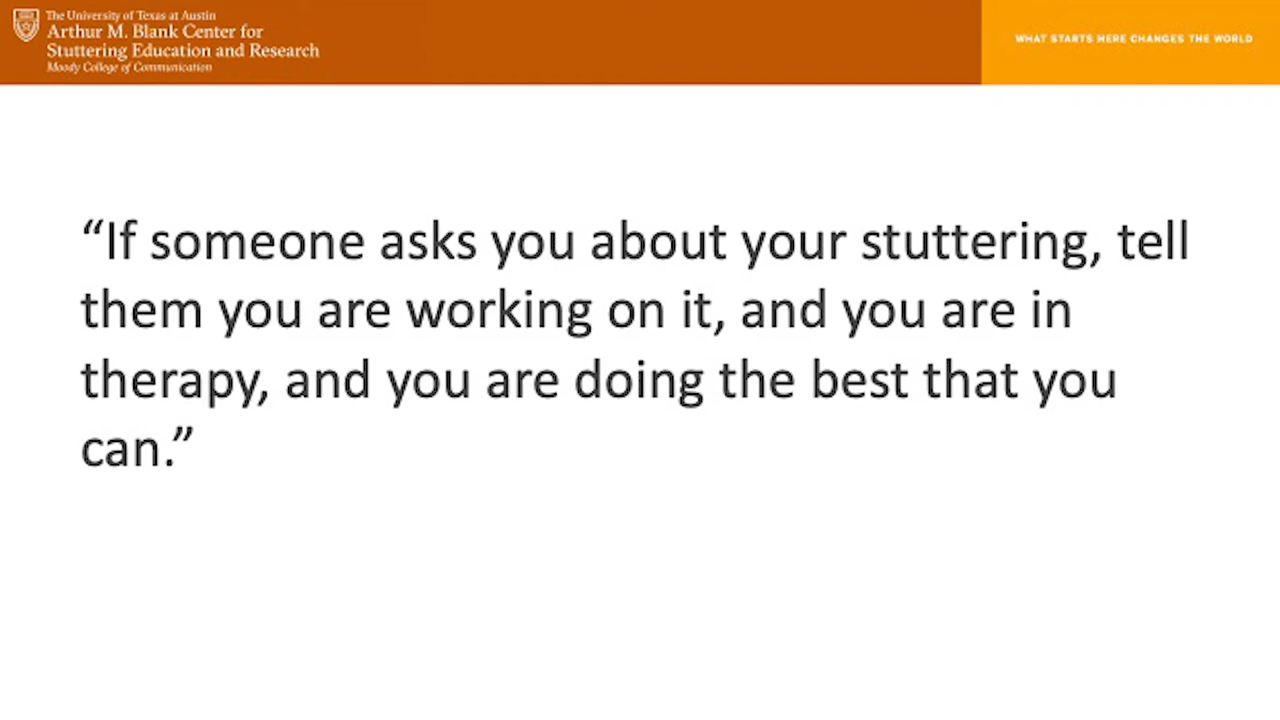 The University of Texas at Austin
Arthur M. Blank Center for
Stuttering Education and Research
Moody College of Communication
WHAT STARTS HERE CHANGES THE WORLD
“If someone asks you about your stuttering, tell
them you are working on it, and you are in
therapy, and you are doing the best that you
can.”